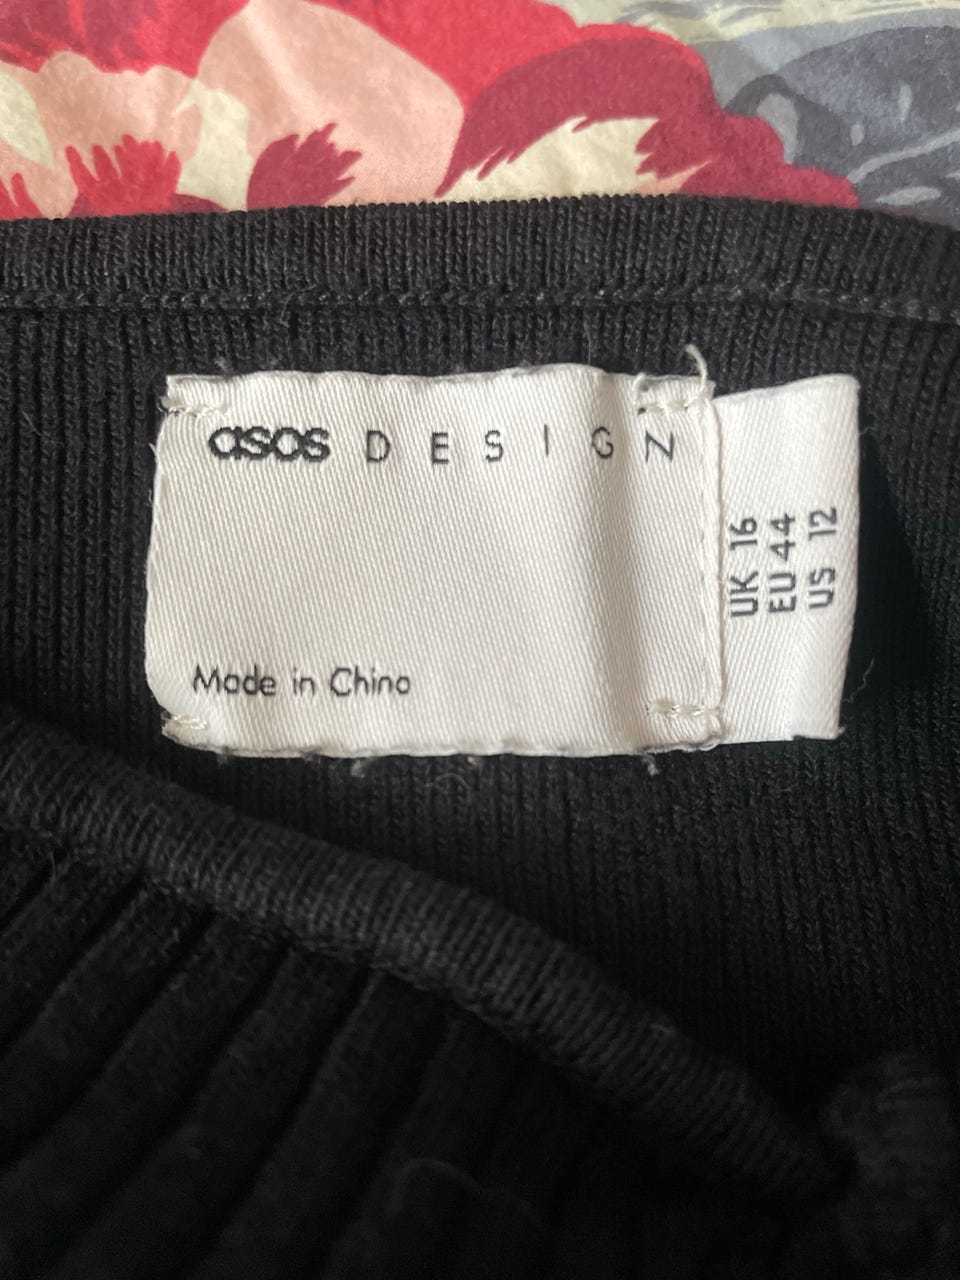 asos DESIGN
Made in China
UK 16
EU 44
US 12